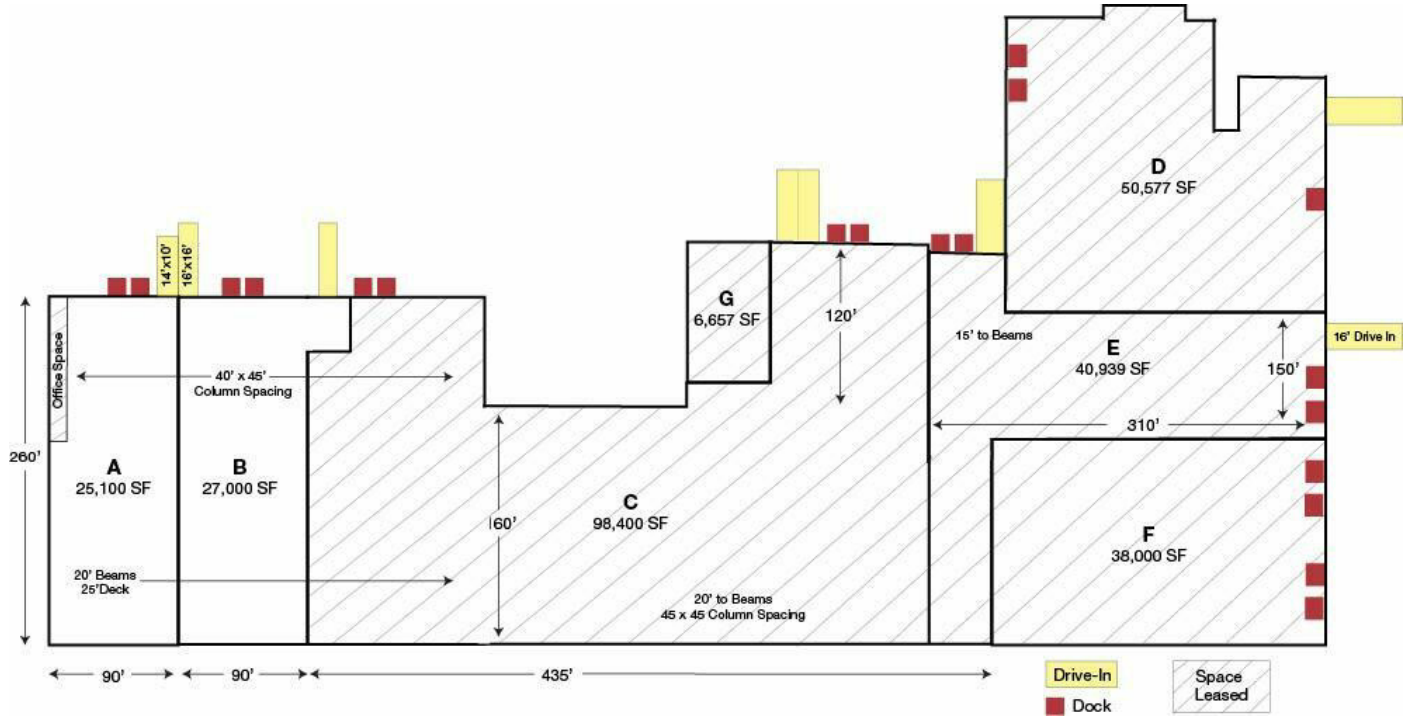 D
50,577 SF
14'x10'
16'x16'
G
6,657 SF
120'
15' to Beams
E
40,939 SF
16' Drive In
150'
310'
Office Space
40' x 45'
Column Spacing
260'
A
25,100 SF
B
27,000 SF
C
98,400 SF
160'
F
38,000 SF
20' Beams
25'Deck
20' to Beams
45 x 45 Column Spacing
90'
90'
435'
Drive-In
Dock
Space
Leased